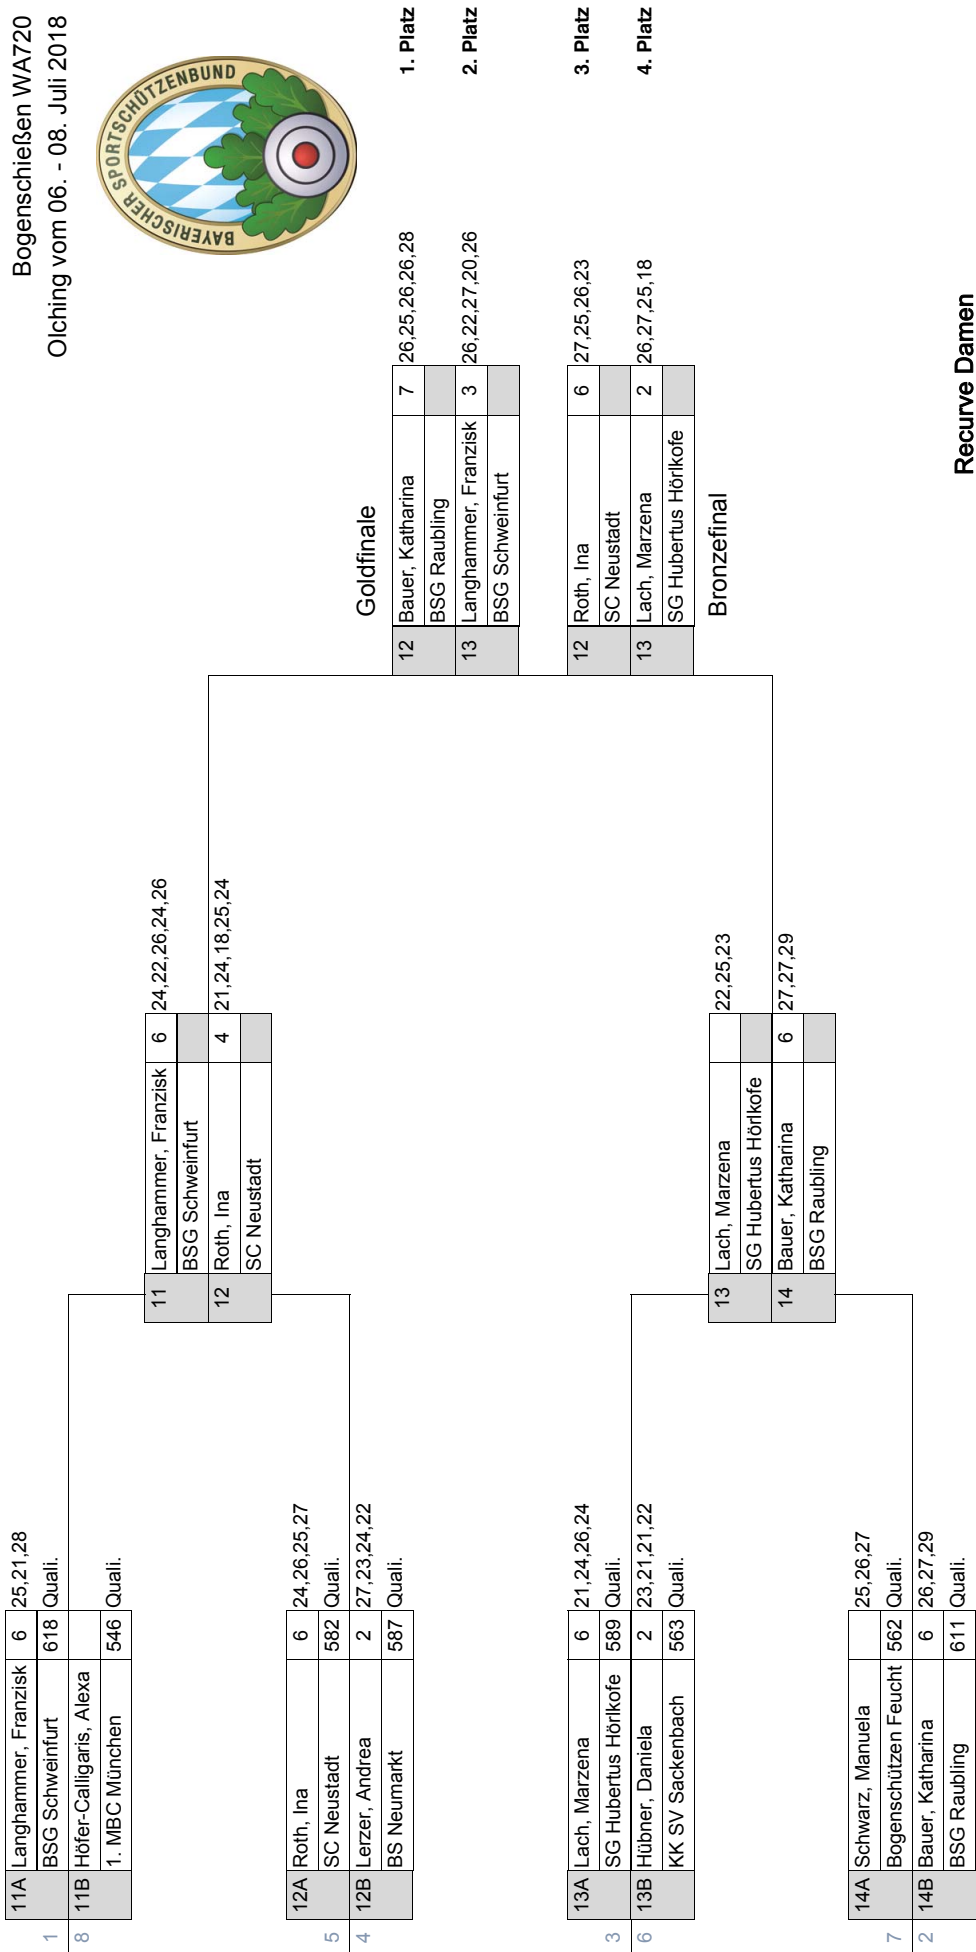 Bogenschießen WA720
Olching vom 06. - 08. Juli 2018
BAYERISCHER SPORTSCHÜTZENBUND
1 11A Langhammer, Franzisk 6 25,21,28
BSG Schweinfurt 618 Quali.
8 11B Höfer-Calligaris, Alexa
1. MBC München 546 Quali.
5 12A Roth, Ina 6 24,26,25,27
SC Neustadt 582 Quali.
4 12B Lerzer, Andrea 2 27,23,24,22
BS Neumarkt 587 Quali.
3 13A Lach, Marzena 6 21,24,26,24
SG Hubertus Hörlkofe 589 Quali.
6 13B Hübner, Daniela 2 23,21,21,22
KK SV Sackenbach 563 Quali.
7 14A Schwarz, Manuela 25,26,27
Bogenschützen Feucht 562 Quali.
2 14B Bauer, Katharina 6 26,27,29
BSG Raubling 611 Quali.
11 Langhammer, Franzisk 6 24,22,26,24,26
BSG Schweinfurt
12 Roth, Ina 4 21,24,18,25,24
SC Neustadt
13 Lach, Marzena 22,25,23
SG Hubertus Hörlkofe
14 Bauer, Katharina 6 27,27,29
BSG Raubling
Goldfinale
12 Bauer, Katharina 7 26,25,26,26,28 1. Platz
BSG Raubling
13 Langhammer, Franzisk 3 26,22,27,20,26 2. Platz
BSG Schweinfurt
12 Roth, Ina 6 27,25,26,23 3. Platz
SC Neustadt
13 Lach, Marzena 2 26,27,25,18 4. Platz
SG Hubertus Hörlkofe
Bronzefinal
Recurve Damen